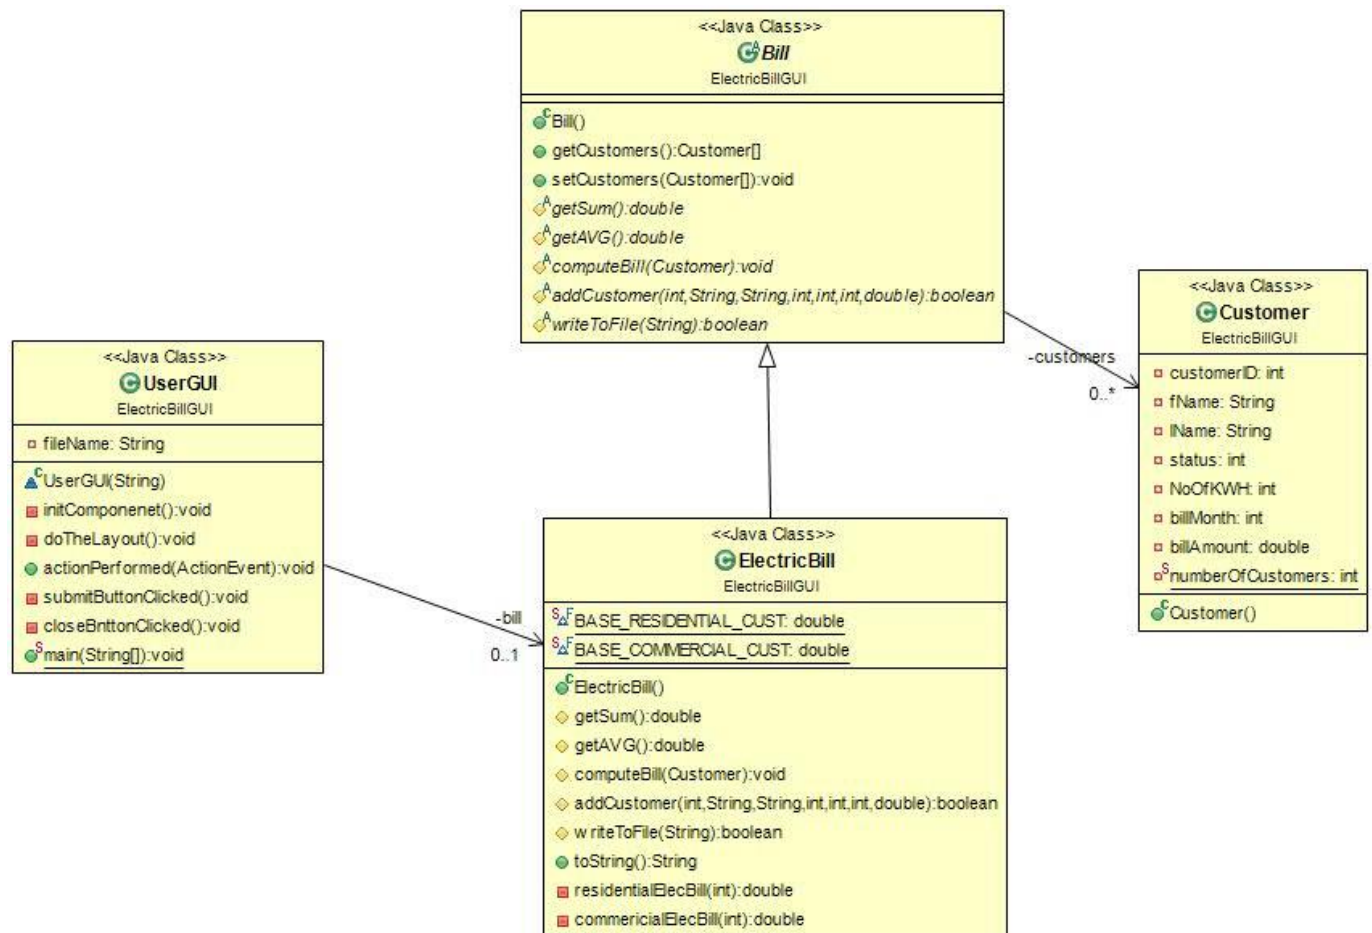 <<Java Class>>
Bill
ElectricBillGUI
Bill()
getCustomers():Customer[]
setCustomers(Customer[]):void
getSum():double
getAVG():double
computeBill(Customer):void
addCustomer(int,String,String,int,int,int,double):boolean
writeToFile(String):boolean
-customers
0..*
<<Java Class>>
Customer
ElectricBillGUI
customerID: int
fName: String
lName: String
status: int
NoOfKWH: int
billMonth: int
billAmount: double
numberOfCustomers: int
Customer()
<<Java Class>>
UserGUI
ElectricBillGUI
fileName: String
UserGUI(String)
initComponenet():void
doTheLayout():void
actionPerformed(ActionEvent):void
submitButtonClicked():void
closeBnttonClicked():void
main(String[]):void
-bill
0..1
<<Java Class>>
ElectricBill
ElectricBillGUI
BASE_RESIDENTIAL_CUST: double
BASE_COMMERCIAL_CUST: double
ElectricBill()
getSum():double
getAVG():double
computeBill(Customer):void
addCustomer(int,String,String,int,int,int,double):boolean
writeToFile(String):boolean
toString():String
residentialElecBill(int):double
commericialElecBill(int):double